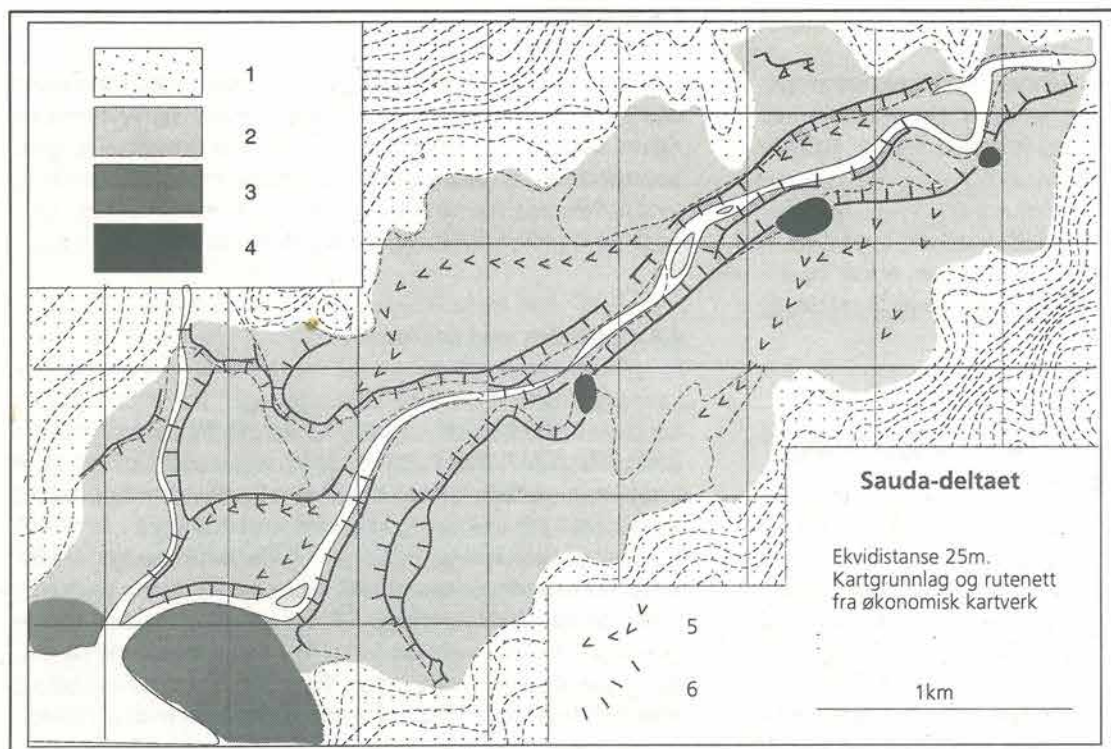 1
2
3
4
Sauda-deltaet
Ekvidistanse 25m.
Kartgrunnlag og rutenett
fra økonomisk kartverk
5
6
1km